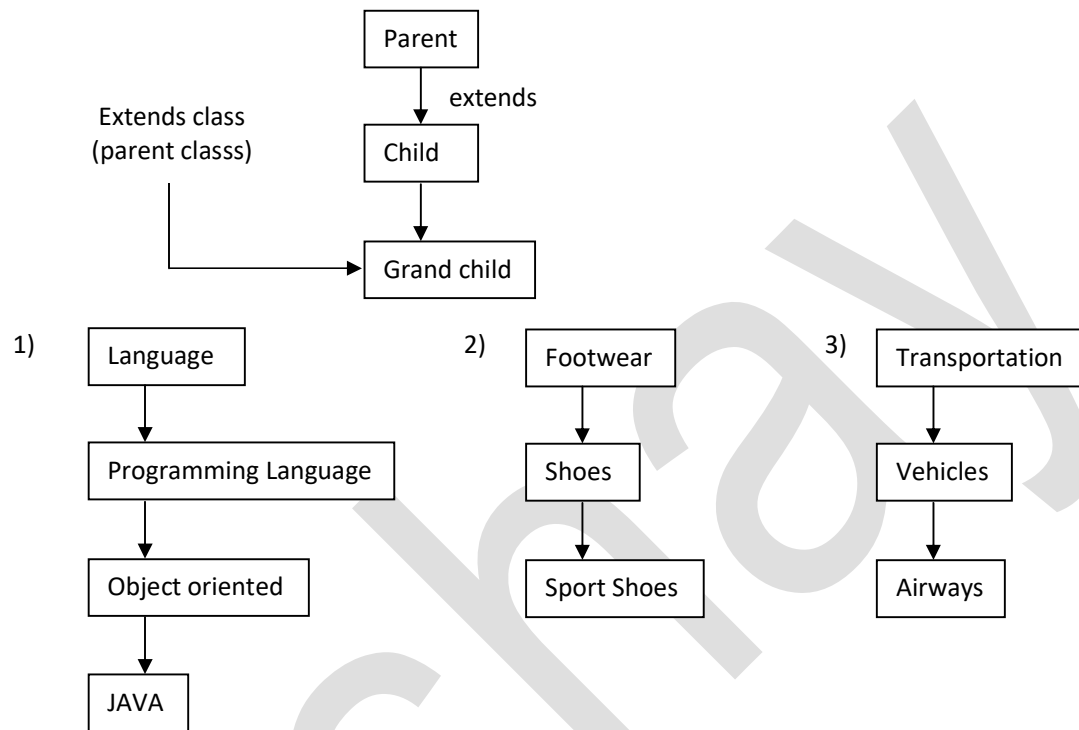 Parent
extends
Extends class
(parent classs)
Child
Grand child
1)
Language
Programming Language
Object oriented
JAVA
2)
Footwear
Shoes
Sport Shoes
3)
Transportation
Vehicles
Airways